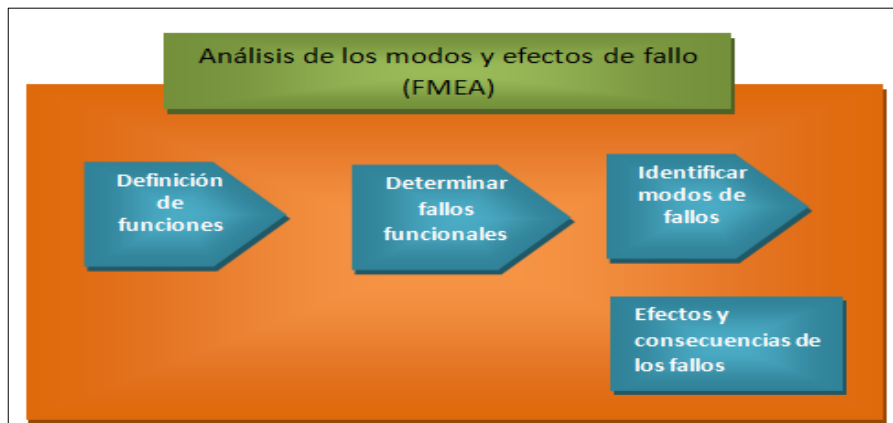 Análisis de los modos y efectos de fallo
(FMEA)
Definición
de
funciones
Determinar
fallos
funcionales
Identificar
modos de
fallos
Efectos y
consecuencias de
los fallos